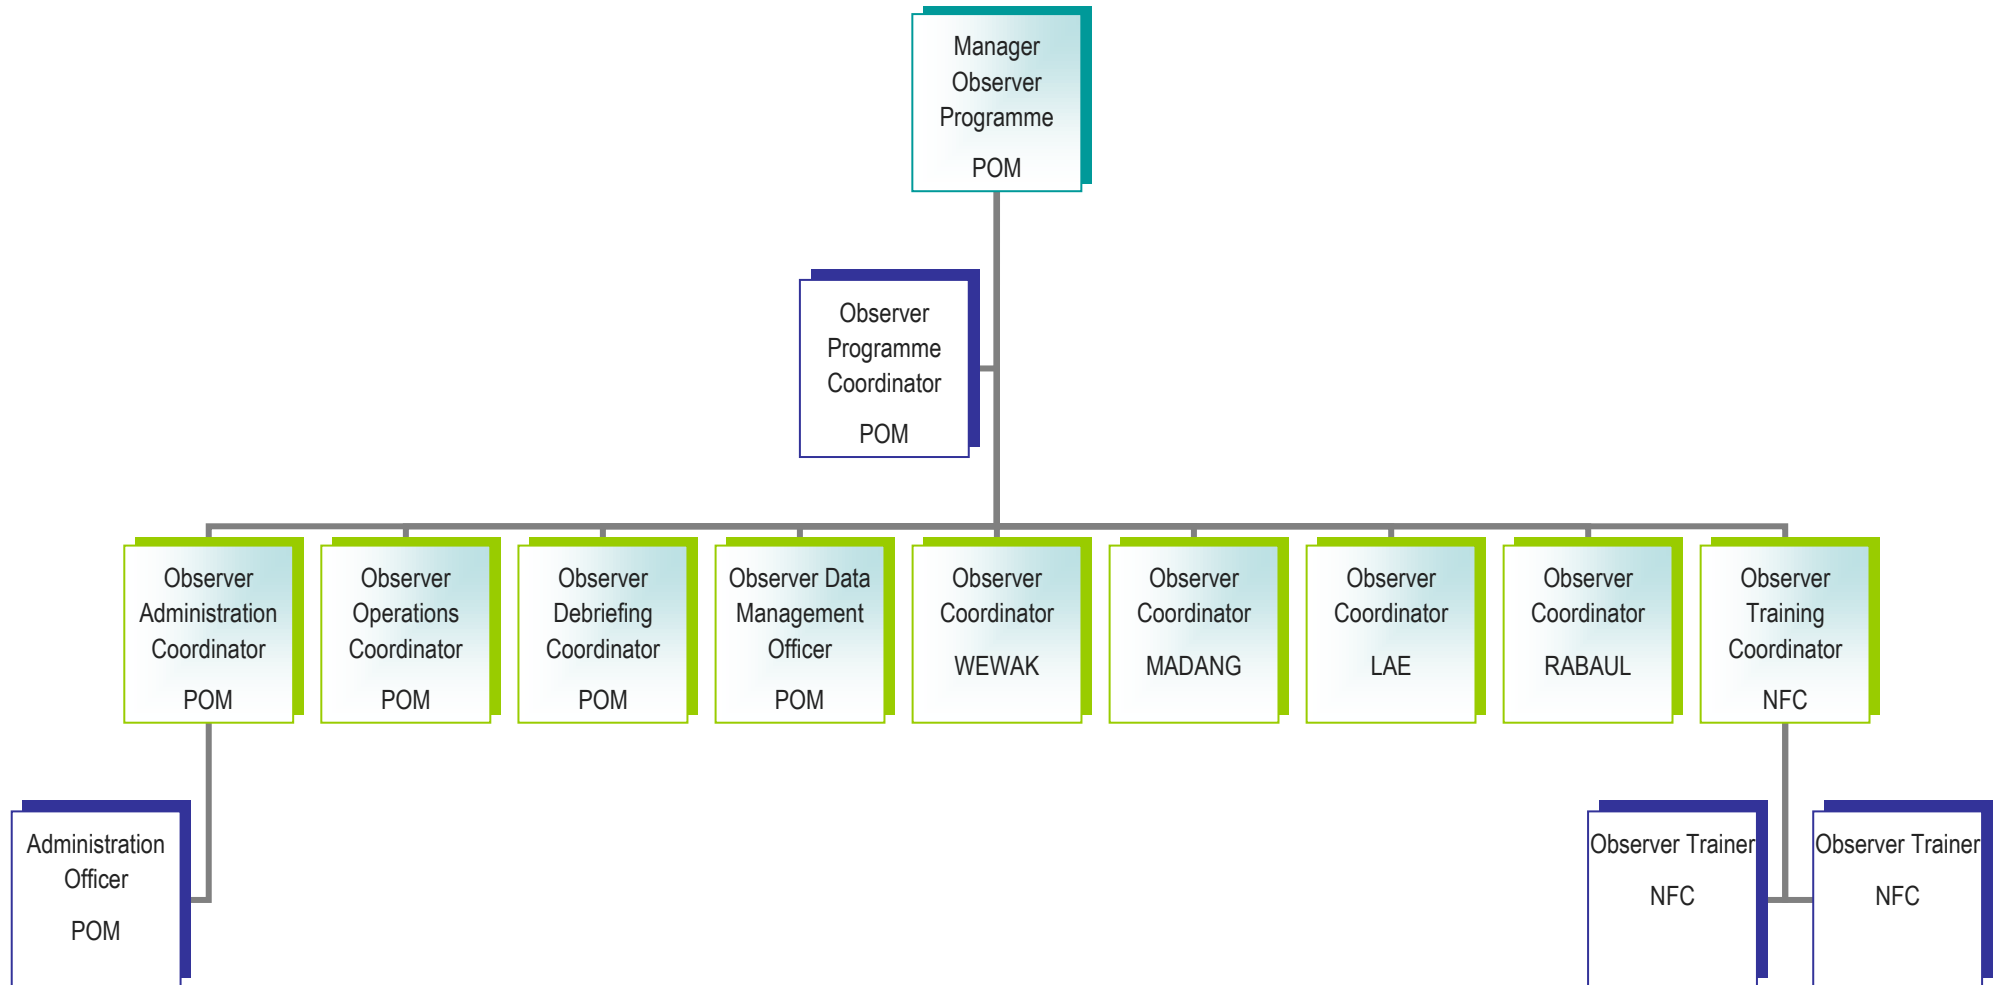 Manager
Observer
Programme
POM
Observer
Programme
Coordinator
POM
Observer
Administration
Coordinator
POM
Observer
Operations
Coordinator
POM
Observer
Debriefing
Coordinator
POM
Observer Data
Management
Officer
POM
Observer
Coordinator
WEWAK
Observer
Coordinator
MADANG
Observer
Coordinator
LAE
Observer
Coordinator
RABAUL
Observer
Training
Coordinator
NFC
Administration
Officer
POM
Observer Trainer
NFC
Observer Trainer
NFC